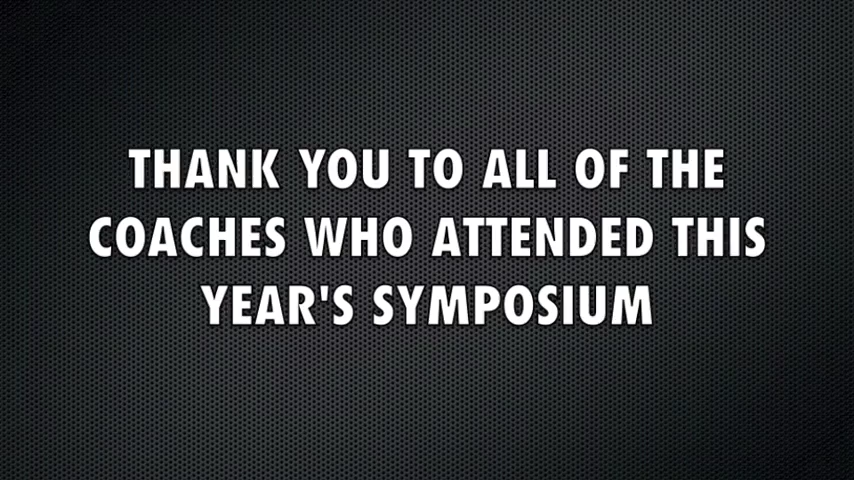 THANK YOU TO ALL OF THE
COACHES WHO ATTENDED THIS
YEAR'S SYMPOSIUM